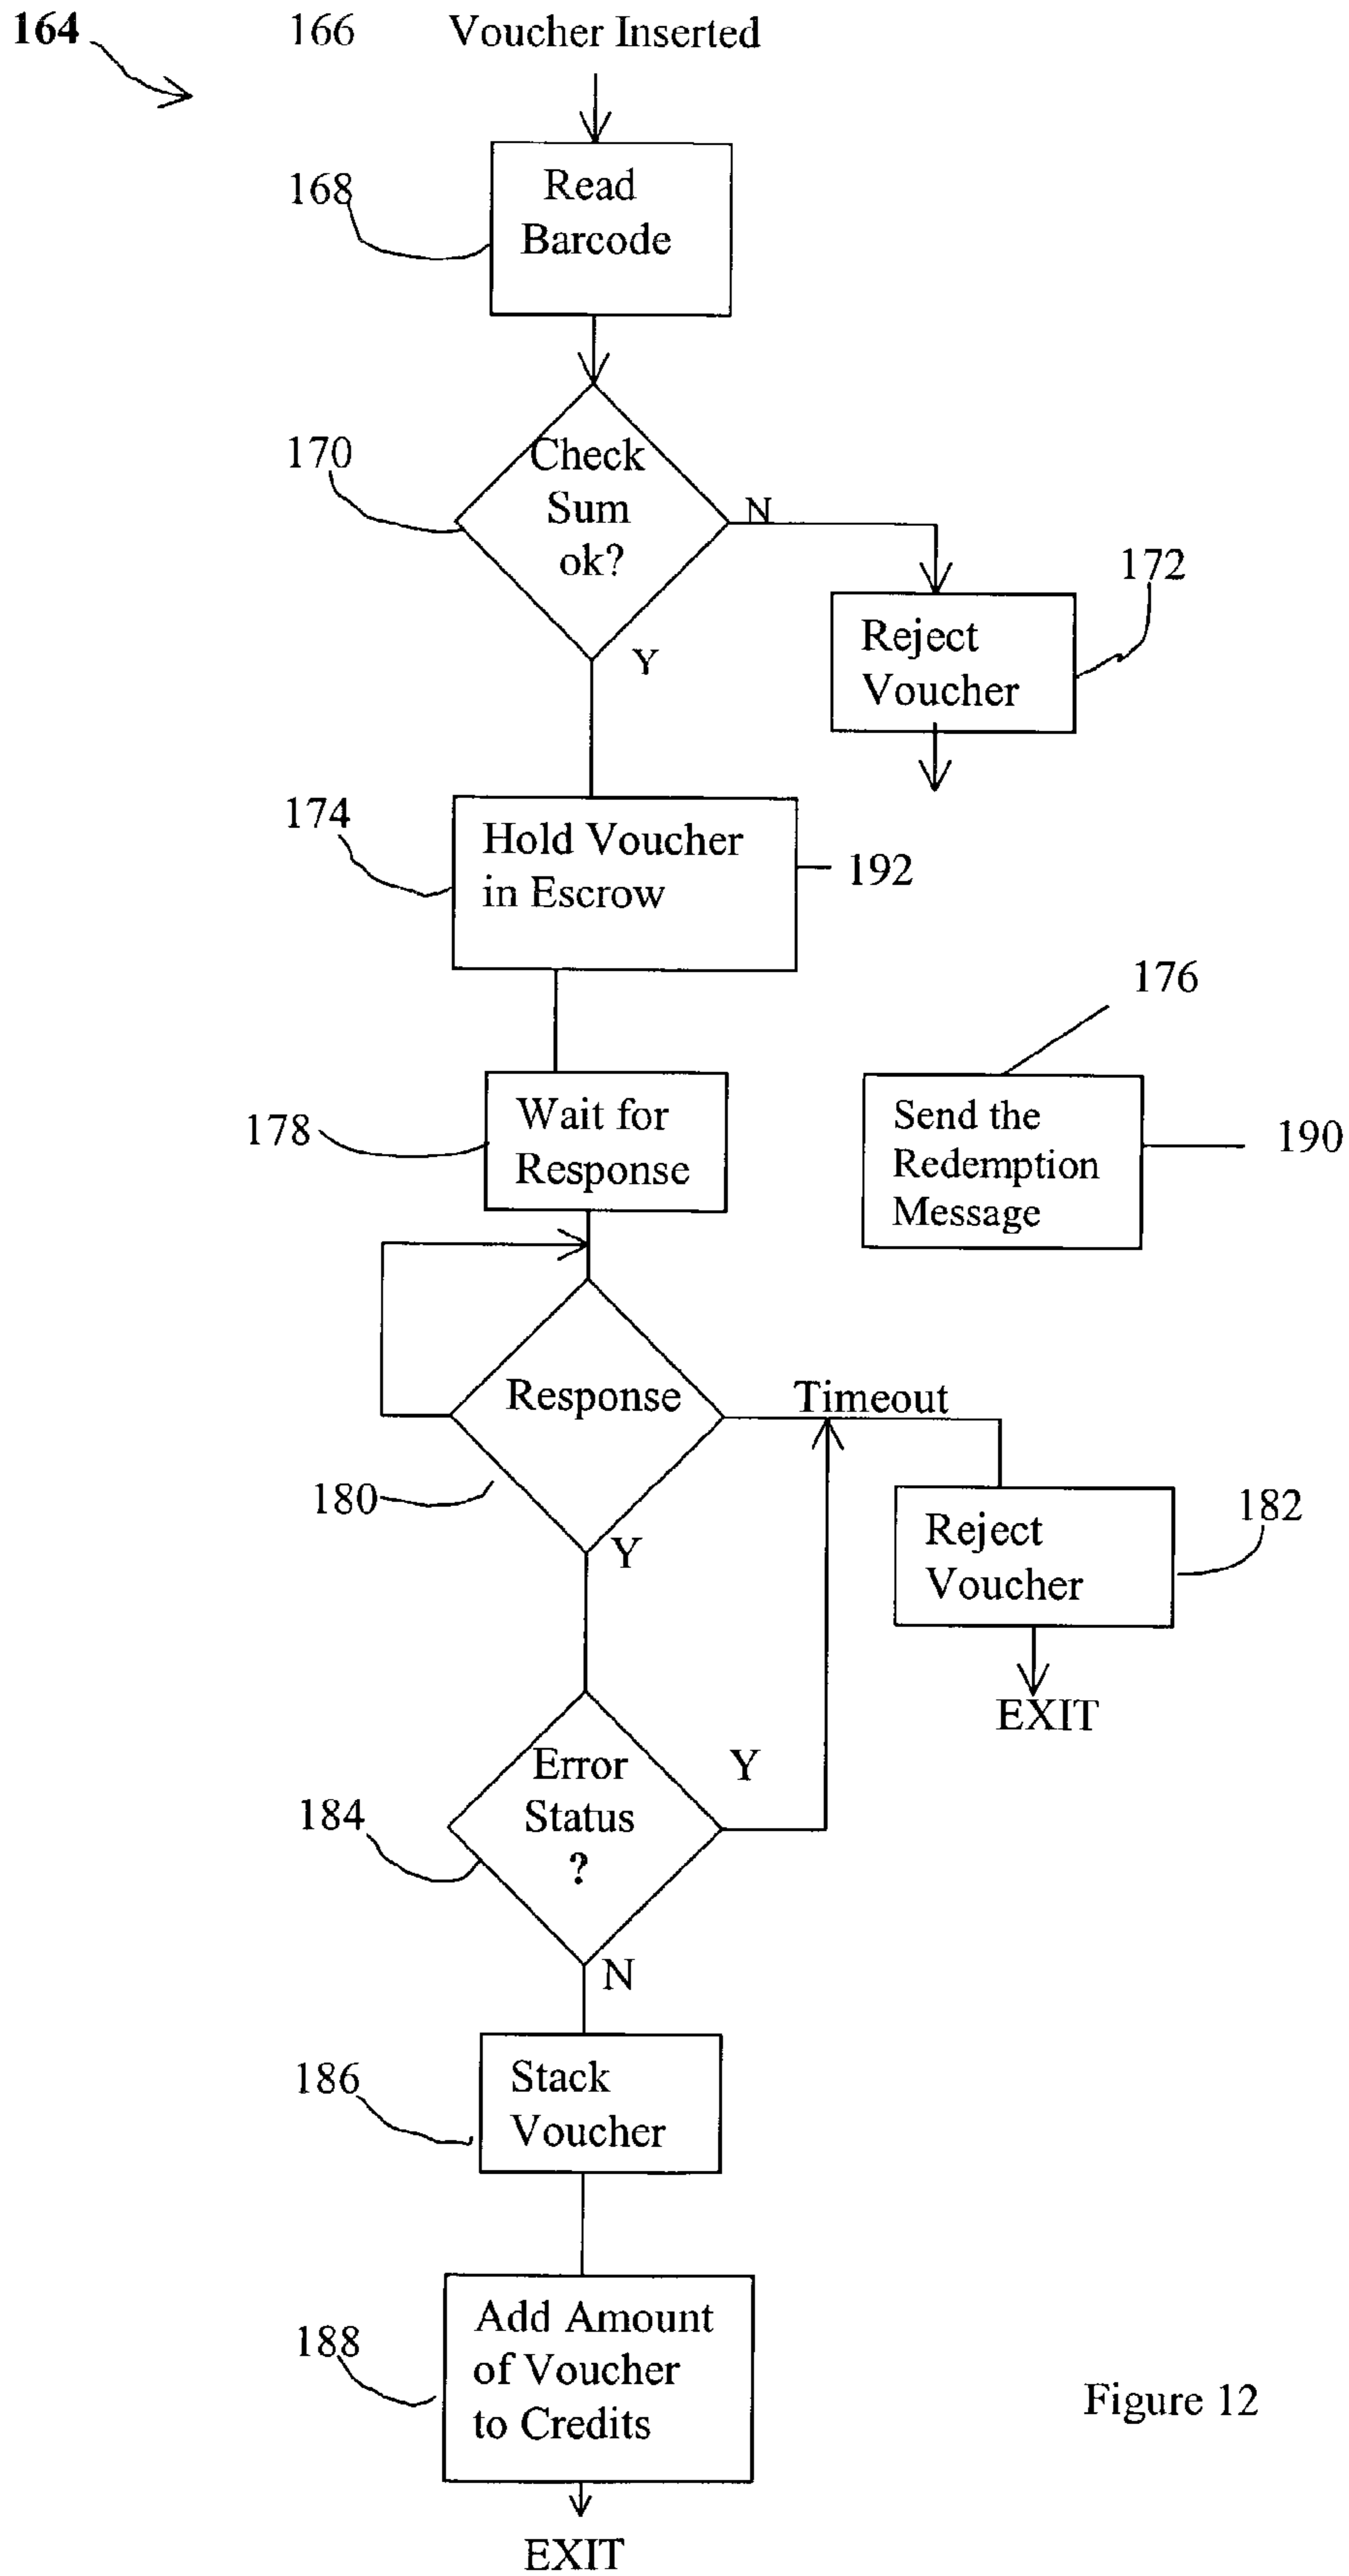 164
166
Voucher Inserted
168
Read
Barcode
170
Check
Sum
ok?
N
172
Reject
Voucher
Y
174
Hold Voucher
in Escrow
192
176
178
Wait for
Response
Send the
Redemption
Message
190
Response
Timeout
180
Y
Reject
Voucher
182
EXIT
184
Error
Status
?
Y
N
186
Stack
Voucher
188
Add Amount
of Voucher
to Credits
Figure 12
EXIT